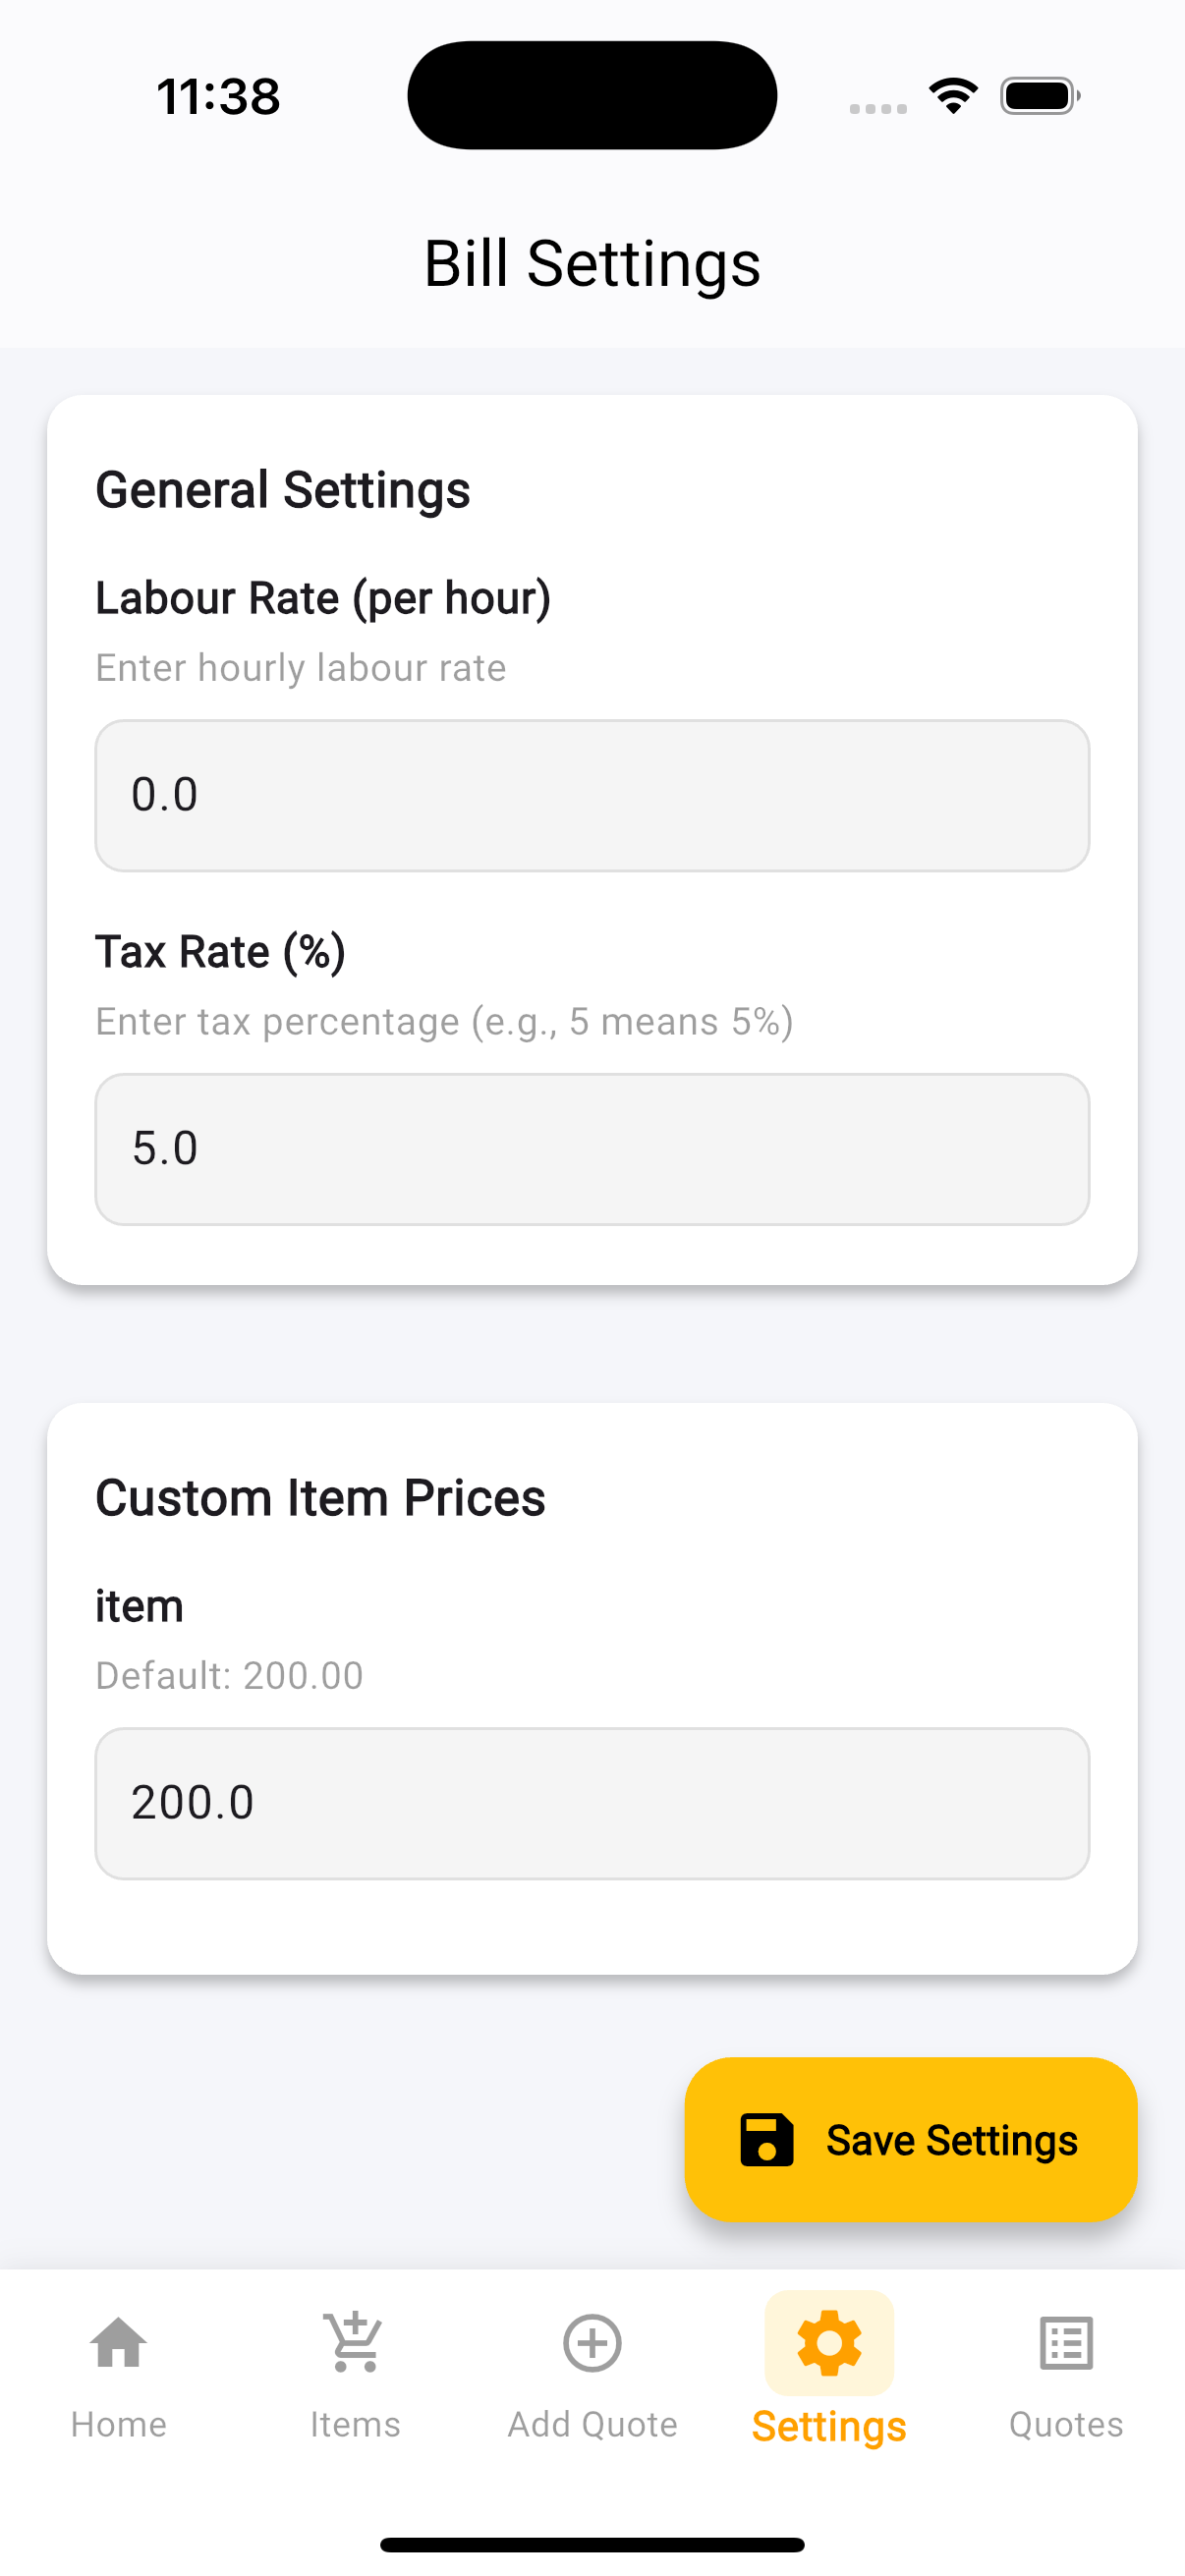 11:38
Bill Settings
General Settings
Labour Rate (per hour)
Enter hourly labour rate
0.0
Tax Rate (%)
Enter tax percentage (e.g., 5 means 5%)
5.0
Custom Item Prices
item
Default: 200.00
200.0
Save Settings
Home
Items
Add Quote
Settings
Quotes